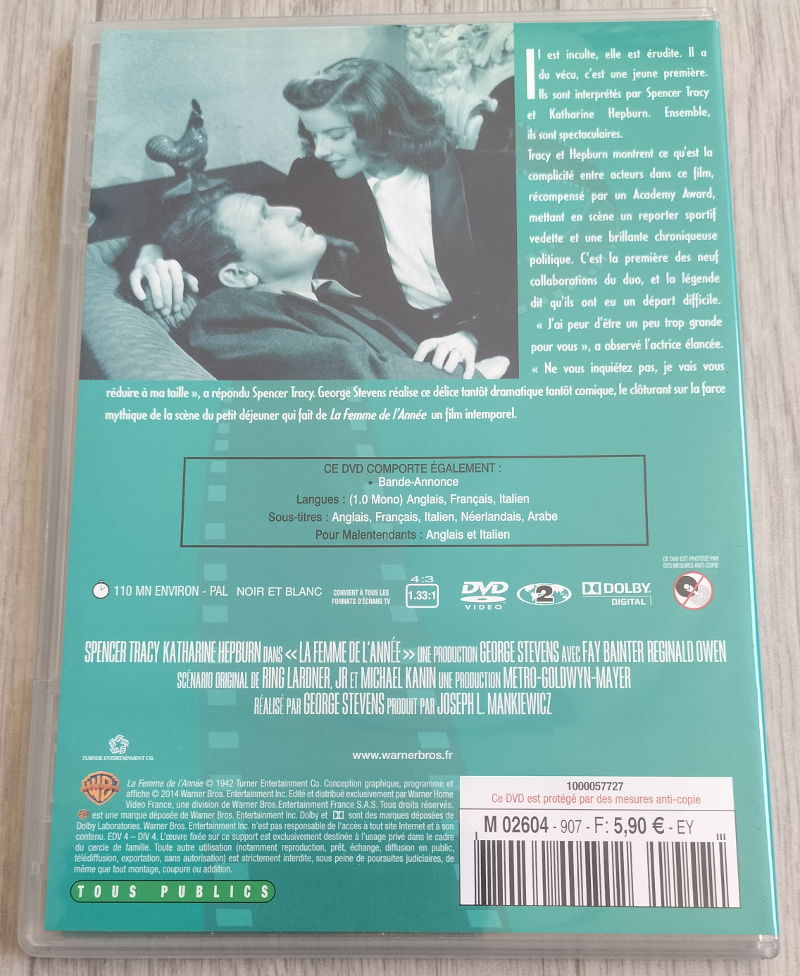 Il est inculte, elle est érudite. Il a
du vécu, c'est une jeune première.
Ils sont interprétés par Spencer Tracy
et Katharine Hepburn. Ensemble,
ils sont spectaculaires.
Tracy et Hepburn montrent ce qu'est la
complicité entre acteurs dans ce film,
récompensé par un Academy Award,
mettant en scène un reporter sportif
vedette et une brillante chroniqueuse
politique. C'est la première des neuf
collaborations du duo, et la légende
dit qu'ils ont eu un départ difficile.
« J'ai peur d'être un peu trop grande
pour vous », a observé l'actrice élancée.
« Ne vous inquiétez pas, je vais vous
réduire à ma taille », a répondu Spencer Tracy. George Stevens réalise ce délice tantôt dramatique tantôt comique, le clôturant sur la farce
mythique de la scène du petit déjeuner qui fait de La Femme de l'Année un film intemporel.
CE DVD COMPORTE ÉGALEMENT :
• Bande-Annonce
Langues : (1.0 Mono) Anglais, Français, Italien
Sous-titres : Anglais, Français, Italien, Néerlandais, Arabe
Pour Malentendants : Anglais et Italien
CE DVD EST PROTÉGÉ PAR
DES MESURES ANTI-COPIE
110 MN ENVIRON - PAL NOIR ET BLANC
CONVIENT À TOUS LES
FORMATS D'ÉCRANS TV
4:3
1.33:1
DVD
VIDEO
2
DOLBY
DIGITAL
SPENCER TRACY KATHARINE HEPBURN DANS « LA FEMME DE L'ANNÉE » UNE PRODUCTION GEORGE STEVENS AVEC FAY BAINTER REGINALD OWEN
SCÉNARIO ORIGINAL DE RING LARDNER, JR ET MICHAEL KANIN UNE PRODUCTION METRO-GOLDWYN-MAYER
RÉALISÉ PAR GEORGE STEVENS PRODUIT PAR JOSEPH L. MANKIEWICZ
TURNER ENTERTAINMENT CO.
www.warnerbros.fr
La Femme de l'Année © 1942 Turner Entertainment Co. Conception graphique, programme et
affiche © 2014 Warner Bros. Entertainment Inc. Edité et distribué exclusivement par Warner Home
Video France, une division de Warner Bros. Entertainment France S.A.S. Tous droits réservés.
est une marque déposée de Warner Bros. Entertainment Inc. Dolby et sont des marques déposées de
Dolby Laboratories. Warner Bros. Entertainment Inc. n'est pas responsable de l'accès à tout site Internet et à son
contenu. EDV 4 – DIV 4. L'œuvre fixée sur ce support est exclusivement destinée à l'usage privé dans le cadre
du cercle de famille. Toute autre utilisation (notamment reproduction, prêt, échange, diffusion en public,
télédiffusion, exportation, sans autorisation) est strictement interdite, sous peine de poursuites judiciaires, de
même que tout montage, coupure ou addition.
TOUS PUBLICS
1000057727
Ce DVD est protégé par des mesures anti-copie
M 02604 - 907 - F: 5,90 € - EY